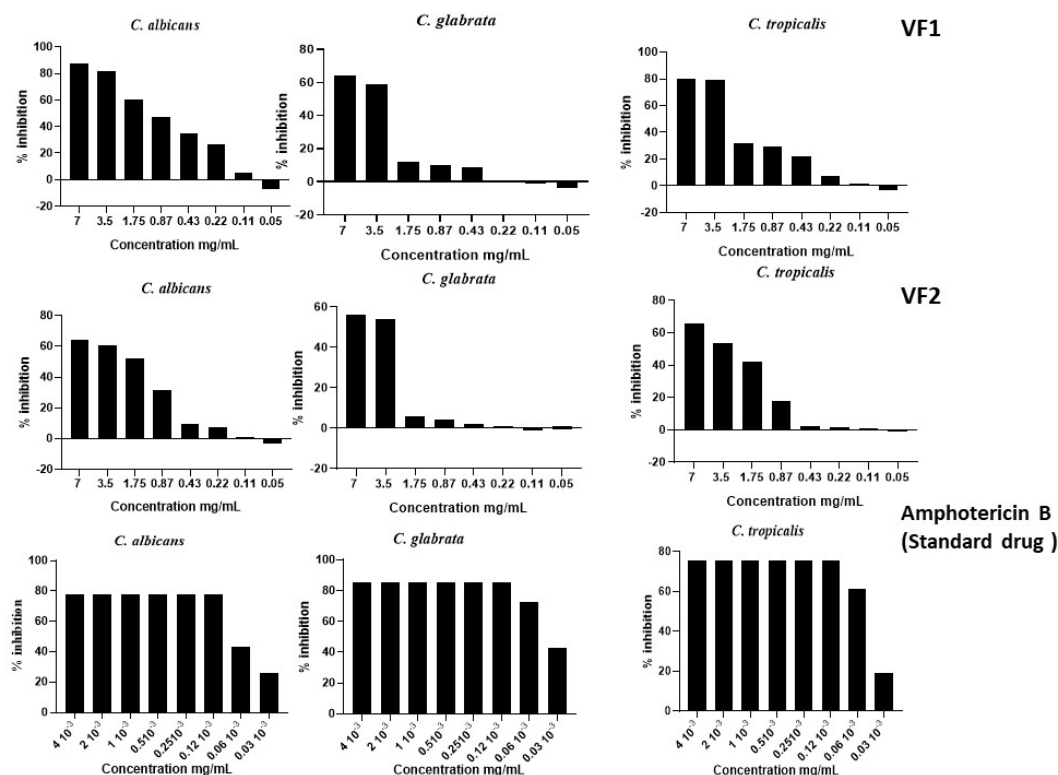 C. albicans
C. glabrata
C. tropicalis
VF1
% inhibition
100
80
60
40
20
0
-20
7 3.5 1.75 0.87 0.43 0.22 0.11 0.05
Concentration mg/mL
% inhibition
80
60
40
20
0
-20
7 3.5 1.75 0.87 0.43 0.22 0.11 0.05
Concentration mg/mL
% inhibition
100
80
60
40
20
0
-20
7 3.5 1.75 0.87 0.43 0.22 0.11 0.05
Concentration mg/mL
C. albicans
C. glabrata
C. tropicalis
VF2
% inhibition
80
60
40
20
0
-20
7 3.5 1.75 0.87 0.43 0.22 0.11 0.05
Concentration mg/mL
% inhibition
60
40
20
0
-20
7 3.5 1.75 0.87 0.43 0.22 0.11 0.05
Concentration mg/mL
% inhibition
80
60
40
20
0
-20
7 3.5 1.75 0.87 0.43 0.22 0.11 0.05
Concentration mg/mL
Amphotericin B
(Standard drug )
C. albicans
C. glabrata
C. tropicalis
% inhibition
100
80
60
40
20
0
4 10⁻³ 2 10⁻³ 1 10⁻³ 0.510⁻³ 0.2510⁻³ 0.12 10⁻³ 0.06 10⁻³ 0.03 10⁻³
Concentration mg/mL
% inhibition
100
80
60
40
20
0
4 10⁻³ 2 10⁻³ 1 10⁻³ 0.510⁻³ 0.2510⁻³ 0.12 10⁻³ 0.06 10⁻³ 0.03 10⁻³
Concentration mg/mL
% inhibition
80
60
40
20
0
4 10⁻³ 2 10⁻³ 1 10⁻³ 0.510⁻³ 0.2510⁻³ 0.12 10⁻³ 0.06 10⁻³ 0.03 10⁻³
Concentration mg/mL